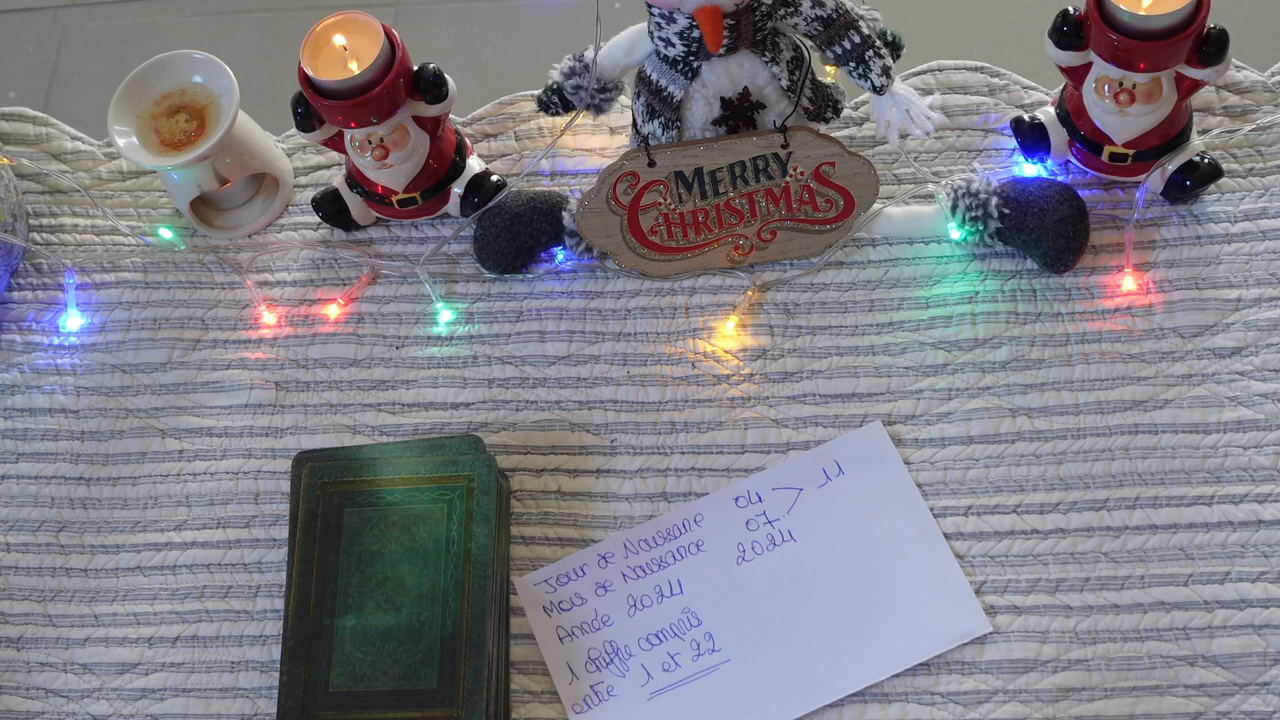 MERRY
CHRISTMAS
Jour de Naissane 04 > 11
Mois de Naissance 07
Année 2024 2024
1 chiffre compris
entre 1 et 22